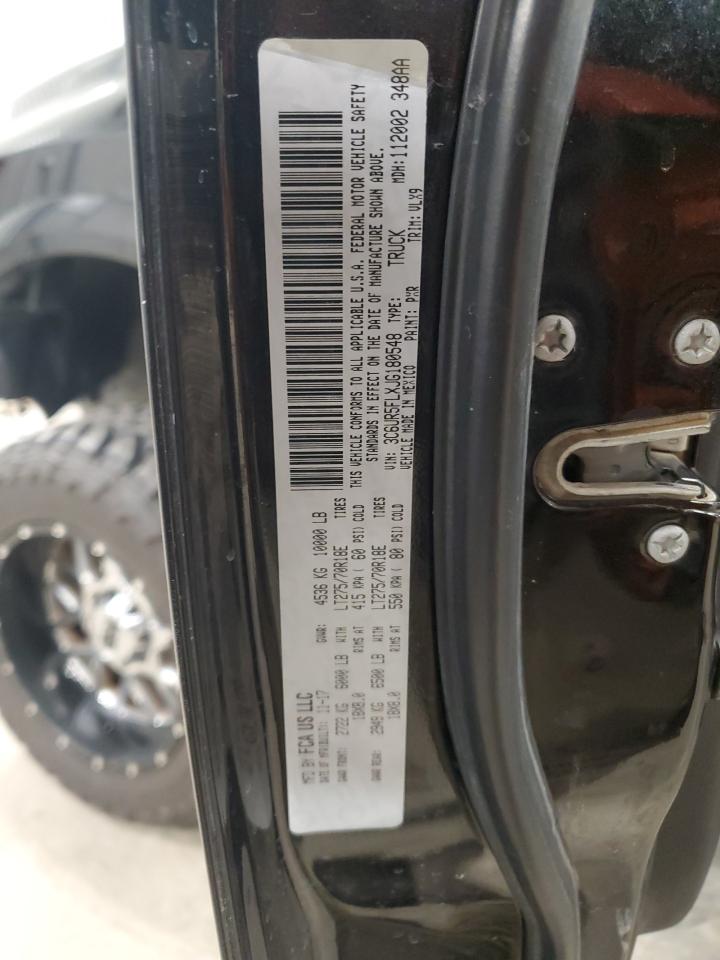 MFD BY FCA US LLC
DATE OF MFR/BUILT: 11-17 GVWR: 4536 KG 10000 LB
GAWR FRONT: 2722 KG 6000 LB WITH LT275/70R18E TIRES
18X8.0 RIMS AT 415 KPA ( 60 PSI) COLD
GAWR REAR: 2949 KG 6500 LB WITH LT275/70R18E TIRES
18X8.0 RIMS AT 550 KPA ( 80 PSI) COLD
THIS VEHICLE CONFORMS TO ALL APPLICABLE U.S.A. FEDERAL MOTOR VEHICLE SAFETY
STANDARDS IN EFFECT ON THE DATE OF MANUFACTURE SHOWN ABOVE.
VIN: 3C6UR5FLXJG180548 TYPE: TRUCK MDH:112002 348AA
VEHICLE MADE IN MEXICO PAINT: PXR TRIM: VLX9